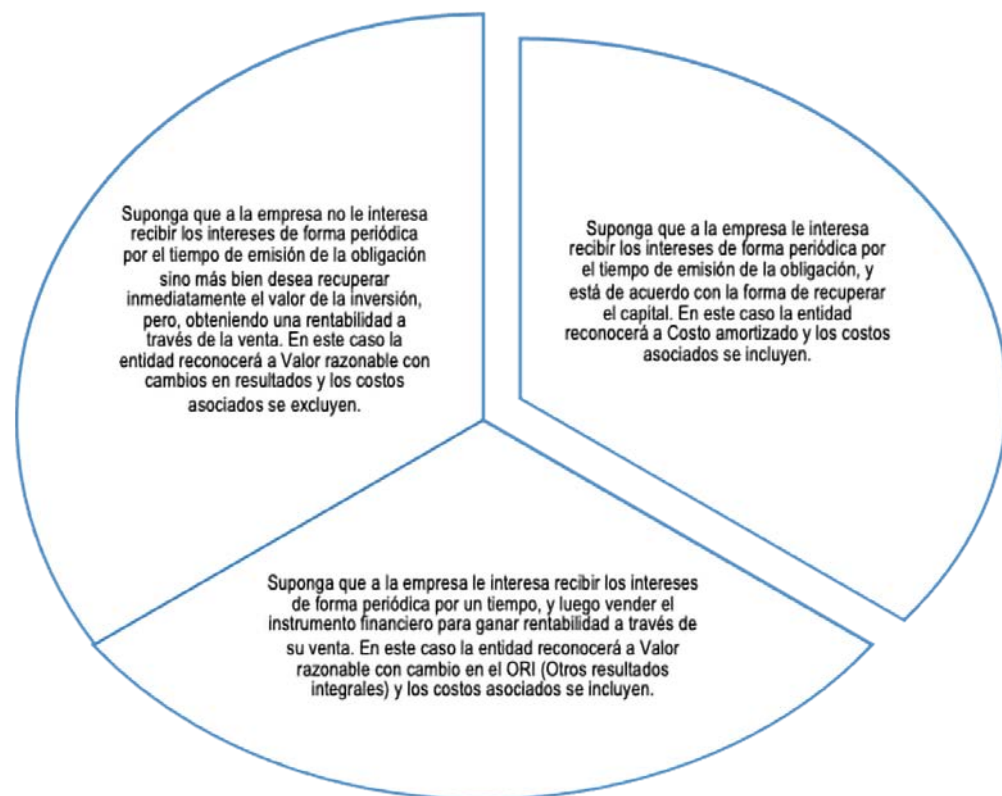 Suponga que a la empresa no le interesa
recibir los intereses de forma periódica
por el tiempo de emisión de la obligación
sino más bien desea recuperar
inmediatamente el valor de la inversión,
pero, obteniendo una rentabilidad a
través de la venta. En este caso la
entidad reconocerá a Valor razonable con
cambios en resultados y los costos
asociados se excluyen.
Suponga que a la empresa le interesa
recibir los intereses de forma periódica por
el tiempo de emisión de la obligación, y
está de acuerdo con la forma de recuperar
el capital. En este caso la entidad
reconocerá a Costo amortizado y los costos
asociados se incluyen.
Suponga que a la empresa le interesa recibir los intereses
de forma periódica por un tiempo, y luego vender el
instrumento financiero para ganar rentabilidad a través de
su venta. En este caso la entidad reconocerá a Valor
razonable con cambio en el ORI (Otros resultados
integrales) y los costos asociados se incluyen.